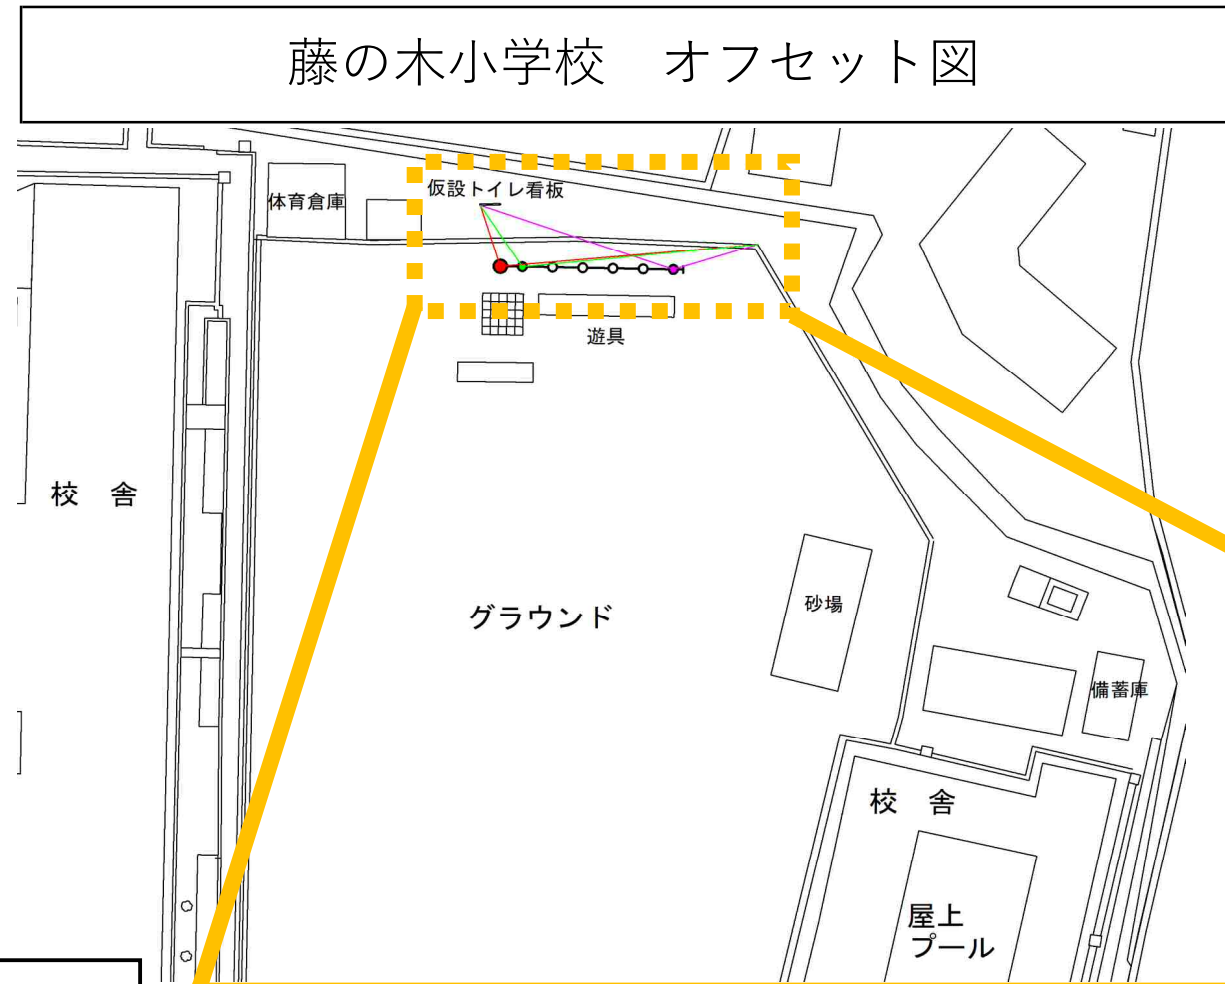 藤の木小学校　オフセット図
仮設トイレ看板
体育倉庫
遊具
校　舎
グラウンド
砂場
備蓄庫
校　舎
屋上
プール